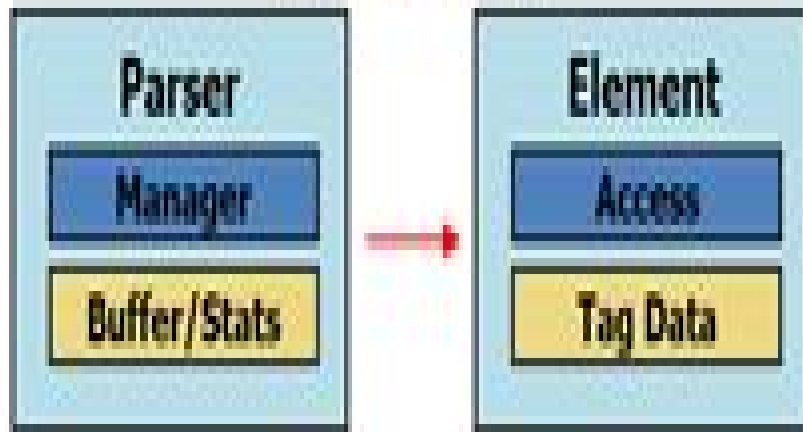 Parser
Manager
Buffer/Stats
Element
Access
Tag Data